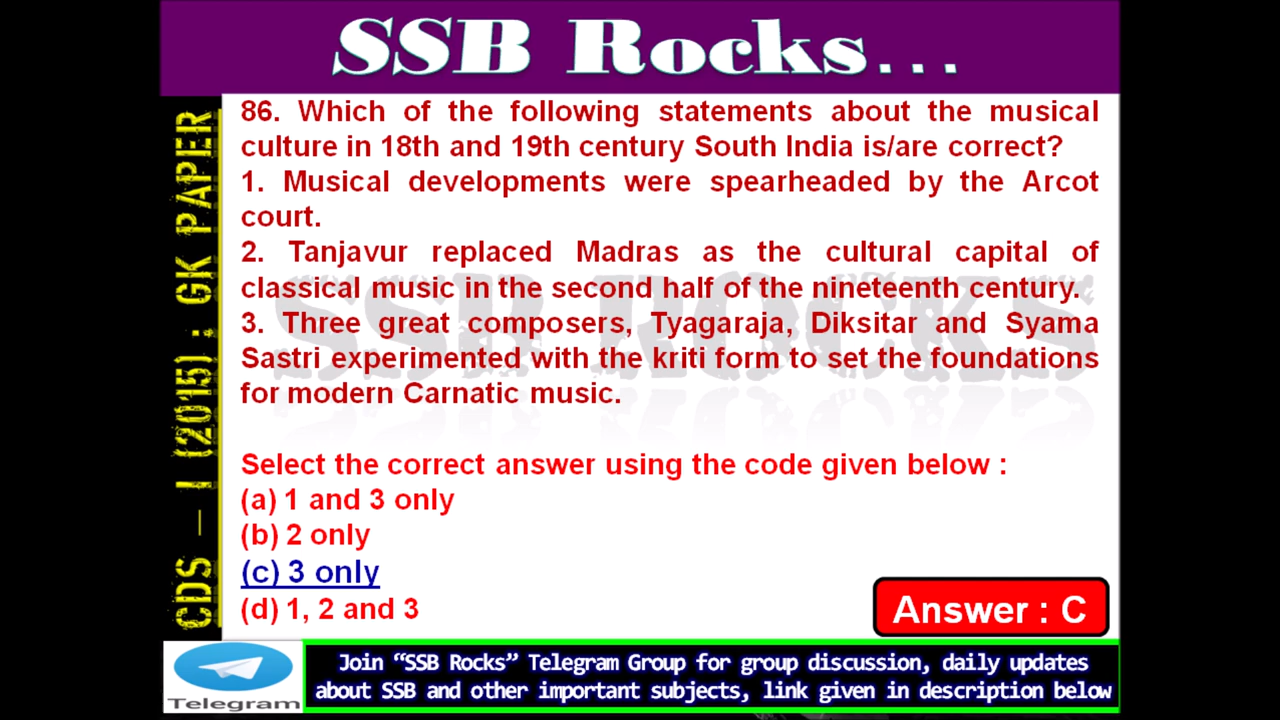 SSB Rocks...
CDS – I (2015) : GK PAPER
86. Which of the following statements about the musical
culture in 18th and 19th century South India is/are correct?
1. Musical developments were spearheaded by the Arcot
court.
2. Tanjavur replaced Madras as the cultural capital of
classical music in the second half of the nineteenth century.
3. Three great composers, Tyagaraja, Diksitar and Syama
Sastri experimented with the kriti form to set the foundations
for modern Carnatic music.
SSB ROCKS
Select the correct answer using the code given below :
(a) 1 and 3 only
(b) 2 only
(c) 3 only
(d) 1, 2 and 3
Answer : C
Telegram
Join “SSB Rocks” Telegram Group for group discussion, daily updates
about SSB and other important subjects, link given in description below